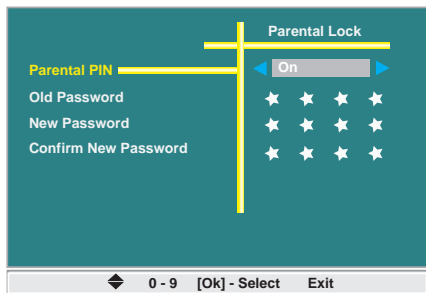 Parental Lock
Parental PIN
On
Old Password
New Password
Confirm New Password
0 - 9 [Ok] - Select Exit